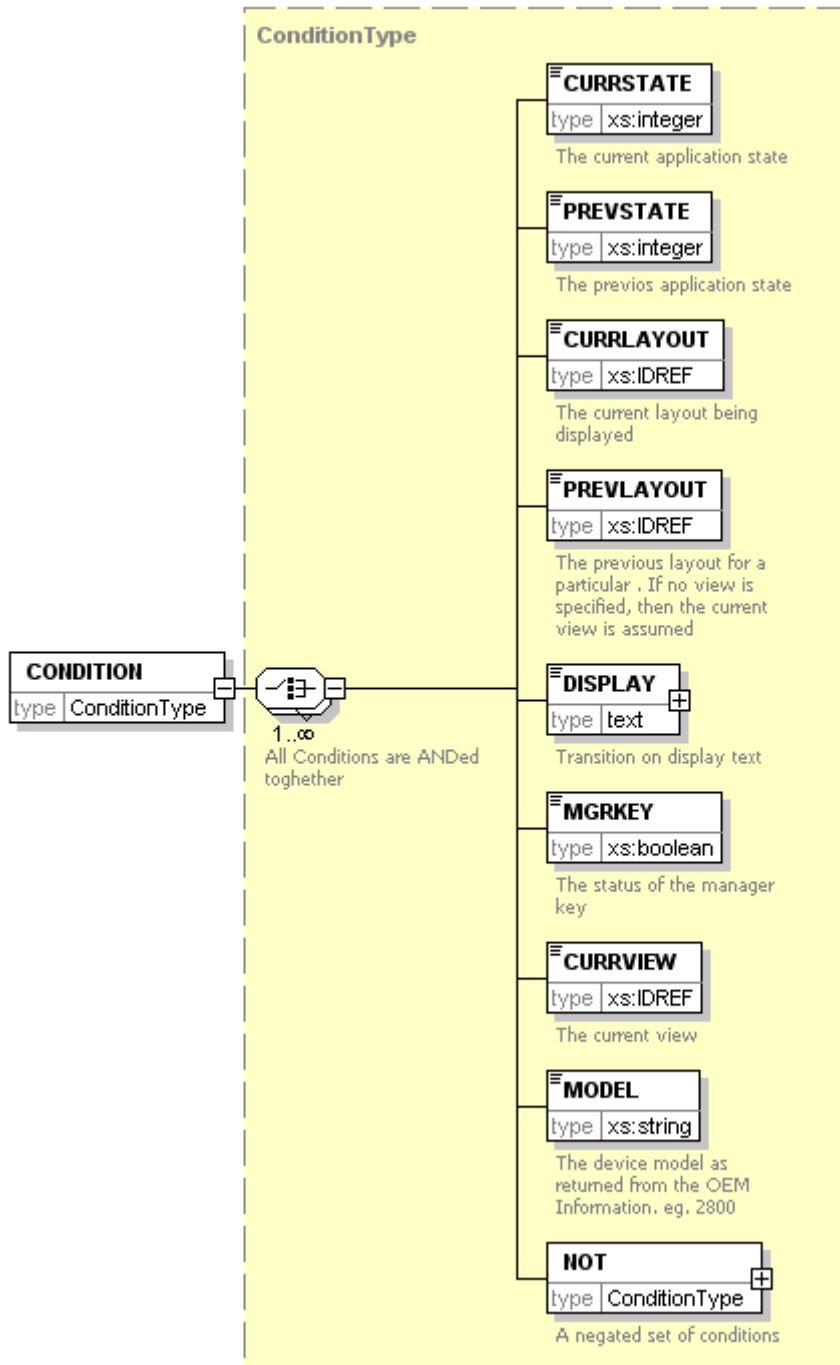 ConditionType
CURRSTATE
type xs:integer
The current application state
PREVSTATE
type xs:integer
The previos application state
CURRLAYOUT
type xs:IDREF
The current layout being
displayed
PREVLAYOUT
type xs:IDREF
The previous layout for a
particular . If no view is
specified, then the current
view is assumed
CONDITION
type ConditionType
1..∞
All Conditions are ANDed
toghether
DISPLAY
type text
Transition on display text
MGRKEY
type xs:boolean
The status of the manager
key
CURRVIEW
type xs:IDREF
The current view
MODEL
type xs:string
The device model as
returned from the OEM
Information. eg. 2800
NOT
type ConditionType
A negated set of conditions